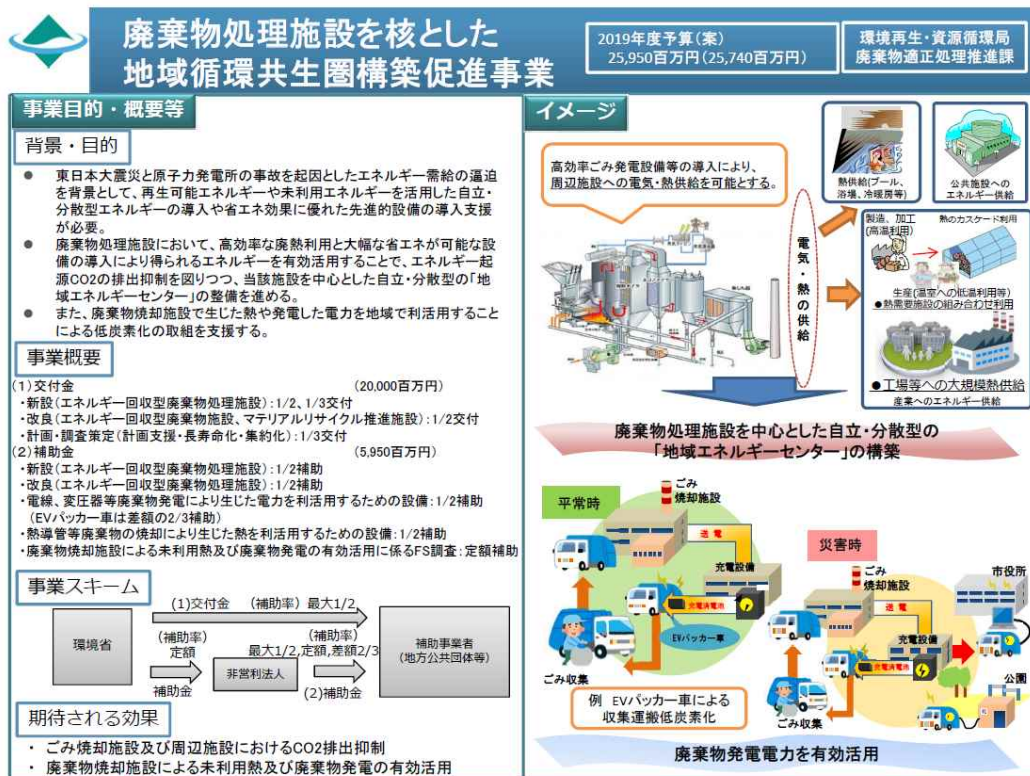 廃棄物処理施設を核とした
地域循環共生圏構築促進事業
2019年度予算(案)
25,950百万円(25,740百万円)
環境再生・資源循環局
廃棄物適正処理推進課
事業目的・概要等
背景・目的
● 東日本大震災と原子力発電所の事故を起因としたエネルギー需給の逼迫
を背景として、再生可能エネルギーや未利用エネルギーを活用した自立・
分散型エネルギーの導入や省エネ効果に優れた先進的設備の導入支援
が必要。
● 廃棄物処理施設において、高効率な廃熱利用と大幅な省エネが可能な設
備の導入により得られるエネルギーを有効活用することで、エネルギー起
源CO2の排出抑制を図りつつ、当該施設を中心とした自立・分散型の「地
域エネルギーセンター」の整備を進める。
● また、廃棄物焼却施設で生じた熱や発電した電力を地域で利用すること
による低炭素化の取組を支援する。
事業概要
(1)交付金 (20,000百万円)
・新設(エネルギー回収型廃棄物処理施設):1/2、1/3交付
・改良(エネルギー回収型廃棄物施設、マテリアルリサイクル推進施設):1/2交付
・計画・調査策定(計画支援・長寿命化・集約化):1/3交付
(2)補助金 (5,950百万円)
・新設(エネルギー回収型廃棄物処理施設):1/2補助
・改良(エネルギー回収型廃棄物処理施設):1/2補助
・電線、変圧器等廃棄物発電により生じた電力を利活用するための設備:1/2補助
(EVパッカー車は差額の2/3補助)
・熱導管等廃棄物の焼却により生じた熱を利活用するための設備:1/2補助
・廃棄物焼却施設による未利用熱及び廃棄物発電の有効活用に係るFS調査:定額補助
事業スキーム
(1)交付金 (補助率) 最大1/2
環境省
(補助率)
定額
補助金
非営利法人
(補助率)
最大1/2,定額,差額2/3
(2)補助金
補助事業者
(地方公共団体等)
期待される効果
・ ごみ焼却施設及び周辺施設におけるCO2排出抑制
・ 廃棄物焼却施設による未利用熱及び廃棄物発電の有効活用
イメージ
高効率ごみ発電設備等の導入により、
周辺施設への電気・熱供給を可能とする。
電気・熱の供給
熱供給(プール、
浴場、冷暖房等)
公共施設への
エネルギー供給
製造、加工
(高温利用)
熱のカスケード利用
生産(温室への低温利用等)
●熱需要施設の組み合わせ利用
●工場等への大規模熱供給
産業へのエネルギー供給
廃棄物処理施設を中心とした自立・分散型の
「地域エネルギーセンター」の構築
平常時
ごみ
焼却施設
送電
充電設備
充電済電池
EVパッカー車
ごみ収集
例 EVパッカー車による
収集運搬低炭素化
災害時
ごみ
焼却施設
送電
充電設備
充電済電池
ごみ収集
市役所
公園
廃棄物発電電力を有効活用